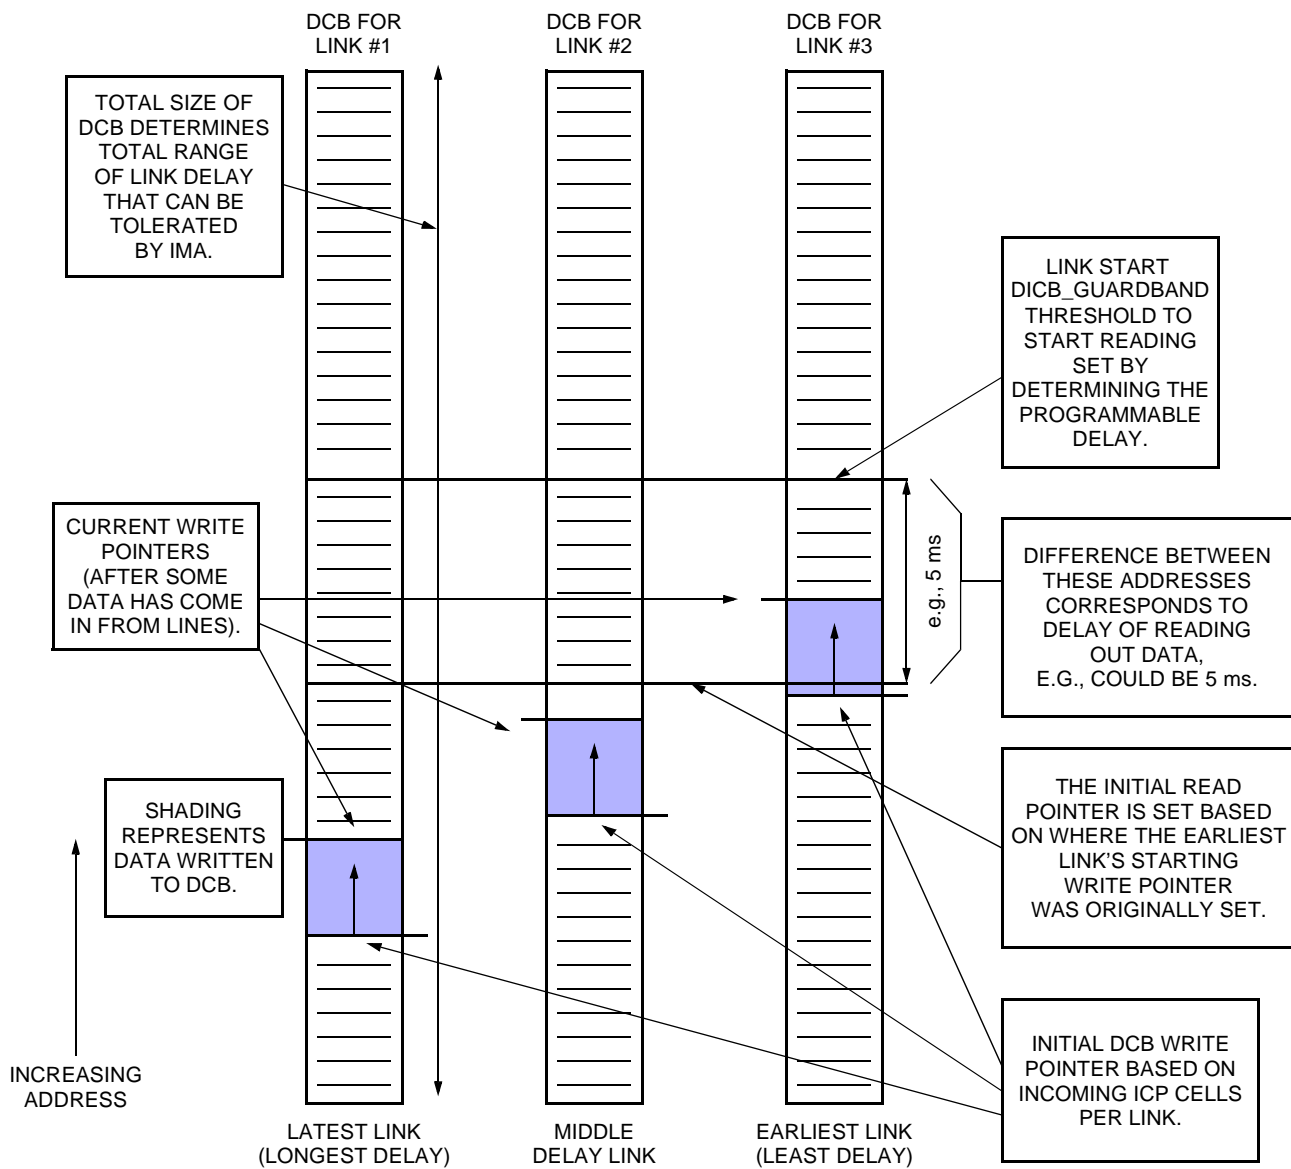 DCB FOR
LINK #1
DCB FOR
LINK #2
DCB FOR
LINK #3
TOTAL SIZE OF
DCB DETERMINES
TOTAL RANGE
OF LINK DELAY
THAT CAN BE
TOLERATED
BY IMA.
LINK START
DICB_GUARDBAND
THRESHOLD TO
START READING
SET BY
DETERMINING THE
PROGRAMMABLE
DELAY.
CURRENT WRITE
POINTERS
(AFTER SOME
DATA HAS COME
IN FROM LINES).
e.g., 5 ms
DIFFERENCE BETWEEN
THESE ADDRESSES
CORRESPONDS TO
DELAY OF READING
OUT DATA,
E.G., COULD BE 5 ms.
SHADING
REPRESENTS
DATA WRITTEN
TO DCB.
THE INITIAL READ
POINTER IS SET BASED
ON WHERE THE EARLIEST
LINK'S STARTING
WRITE POINTER
WAS ORIGINALLY SET.
INITIAL DCB WRITE
POINTER BASED ON
INCOMING ICP CELLS
PER LINK.
INCREASING
ADDRESS
LATEST LINK
(LONGEST DELAY)
MIDDLE
DELAY LINK
EARLIEST LINK
(LEAST DELAY)